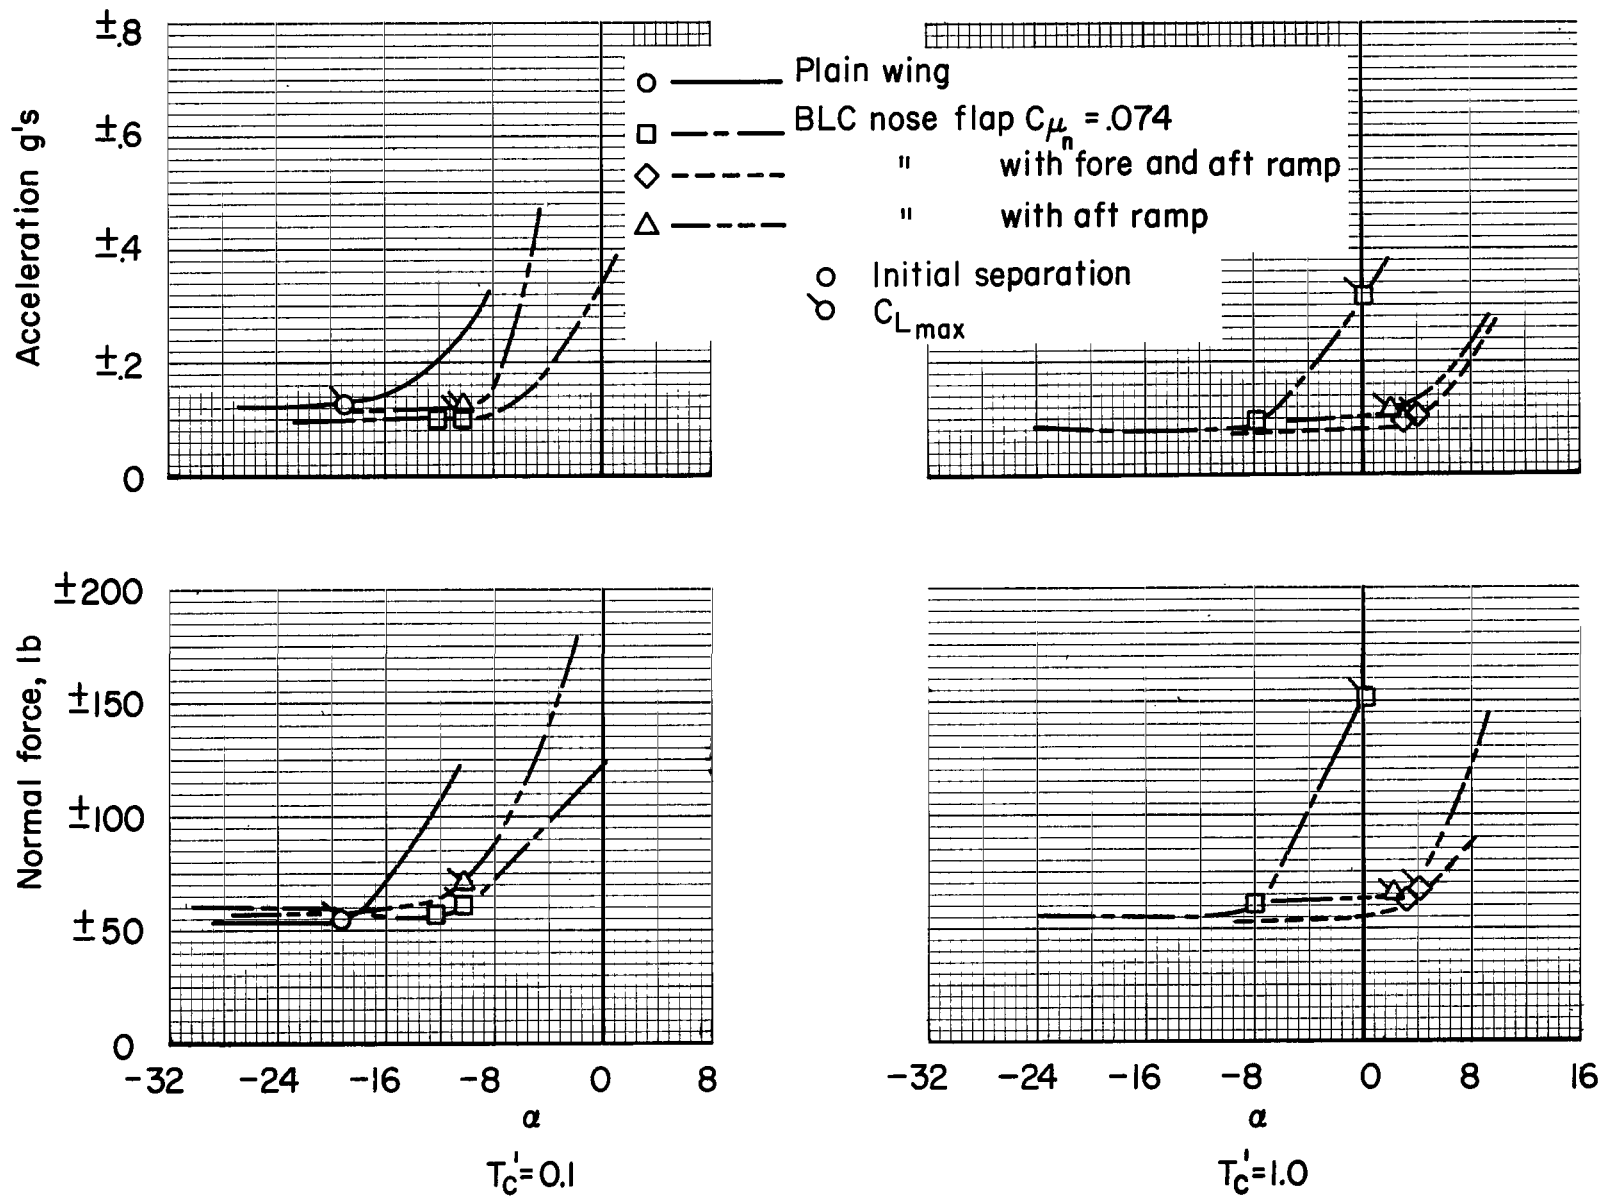 Acceleration g's
±.8
±.6
±.4
±.2
0
Plain wing
BLC nose flap Cμn = .074
" with fore and aft ramp
" with aft ramp
Initial separation
CLmax
Normal force, lb
±200
±150
±100
±50
0
-32 -24 -16 -8 0 8
α
Tc' = 0.1
-32 -24 -16 -8 0 8 16
α
Tc' = 1.0